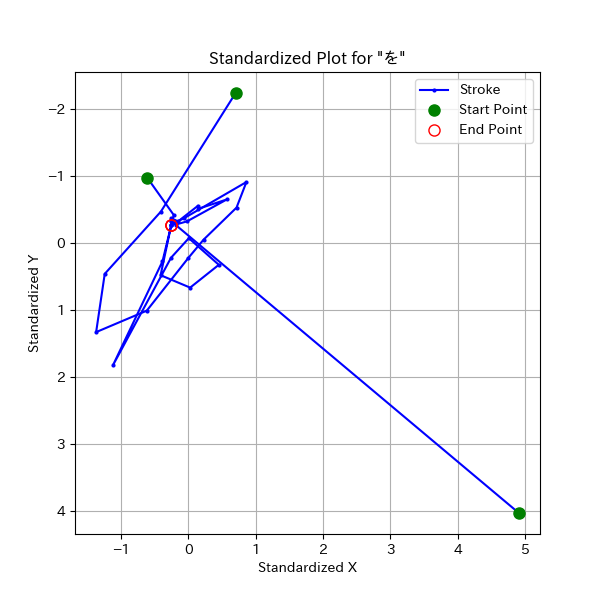 Standardized Plot for "を"
Stroke
Start Point
End Point
−2
−1
0
1
2
3
4
Standardized Y
−1 0 1 2 3 4 5
Standardized X